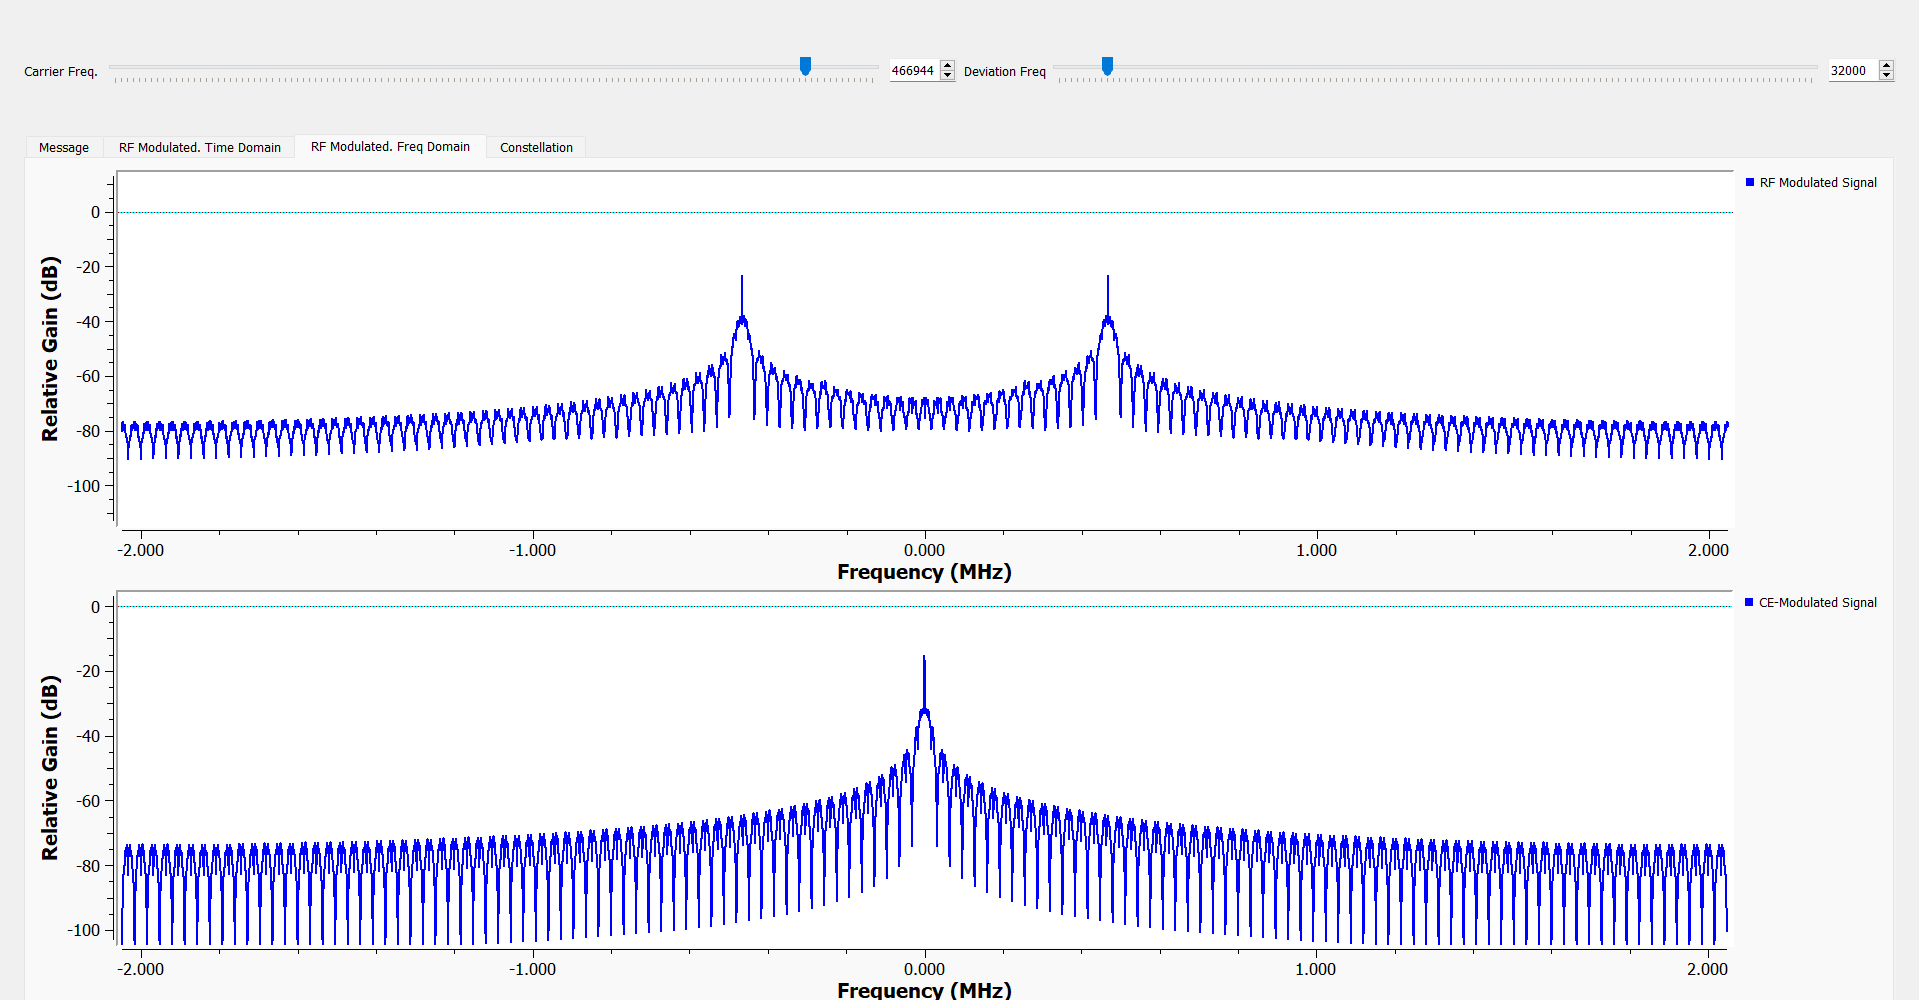 Carrier Freq. 466944 Deviation Freq 32000
Message RF Modulated. Time Domain RF Modulated. Freq Domain Constellation
RF Modulated Signal
Relative Gain (dB)
0
-20
-40
-60
-80
-100
-2.000 -1.000 0.000 1.000 2.000
Frequency (MHz)
CE-Modulated Signal
Relative Gain (dB)
0
-20
-40
-60
-80
-100
-2.000 -1.000 0.000 1.000 2.000
Frequency (MHz)